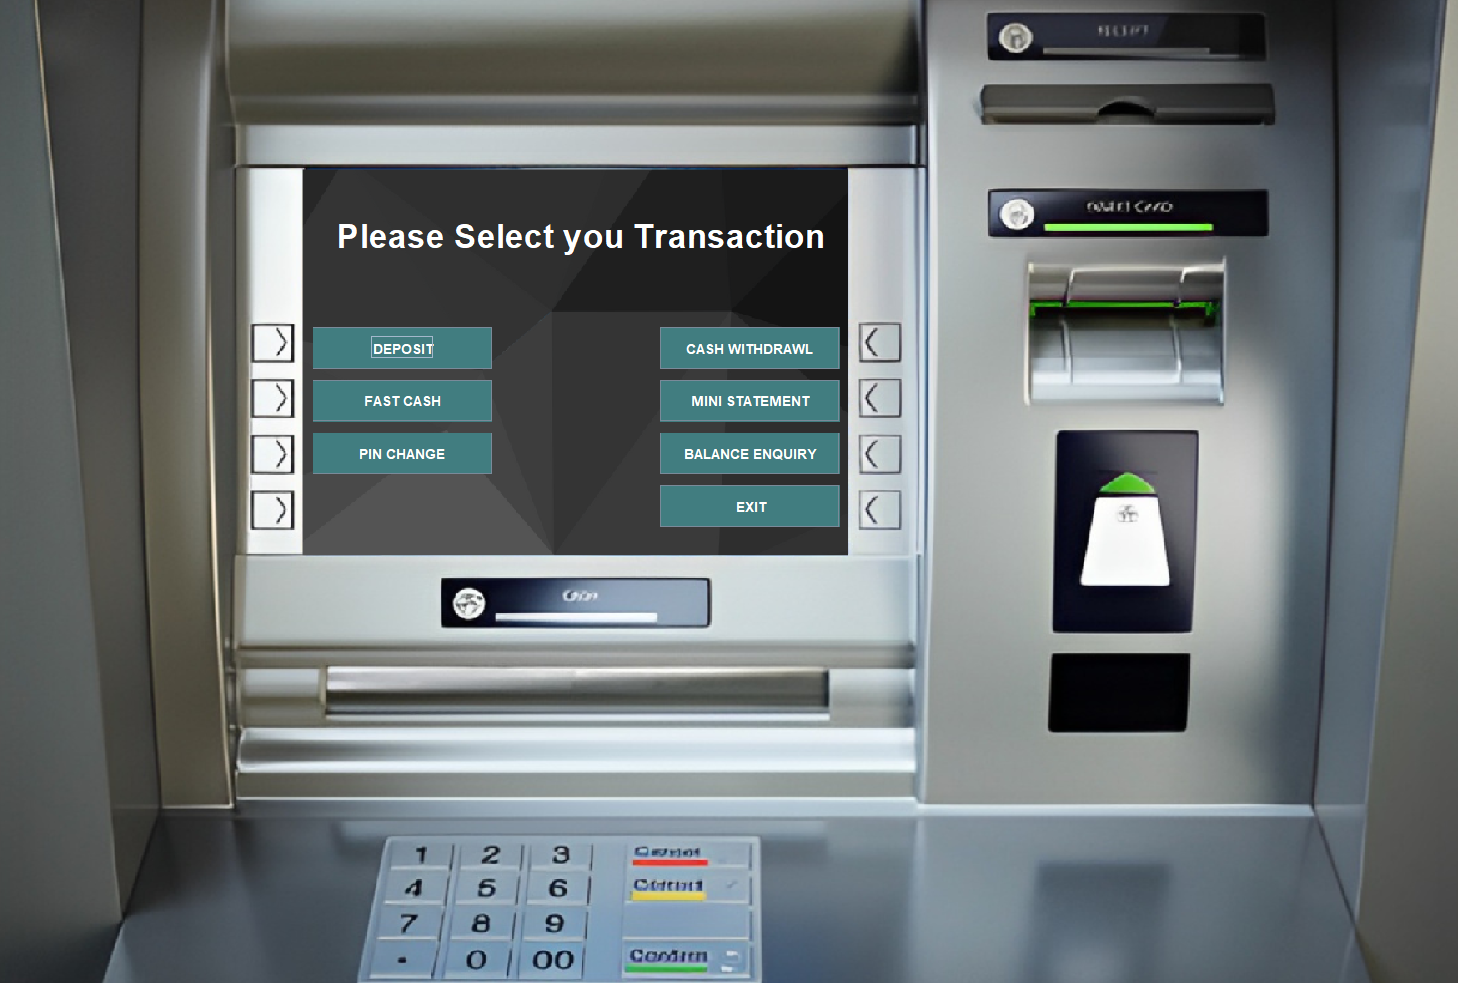 Please Select you Transaction
DEPOSIT
CASH WITHDRAWL
FAST CASH
MINI STATEMENT
PIN CHANGE
BALANCE ENQUIRY
EXIT
1 2 3
4 5 6
7 8 9
. 0 00
Confirm